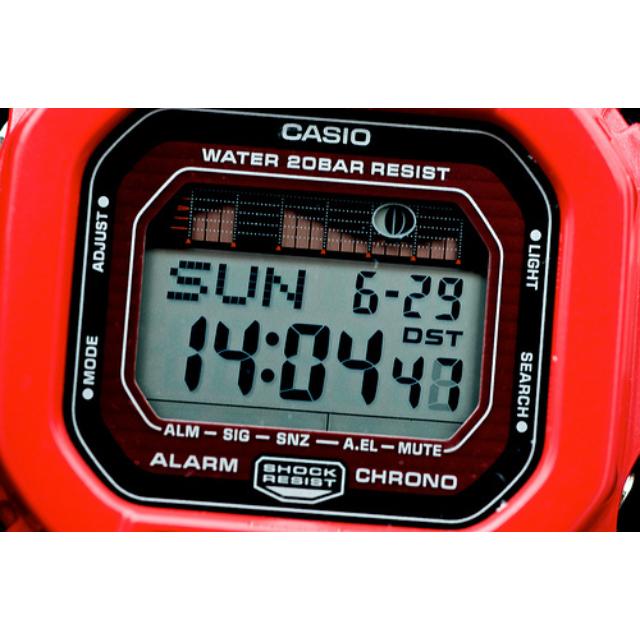 CASIO
WATER 20BAR RESIST
ADJUST
LIGHT
SUN 6-29
DST
14:04 47
MODE
SEARCH
ALM — SIG — SNZ — A.EL — MUTE
ALARM SHOCK RESIST CHRONO